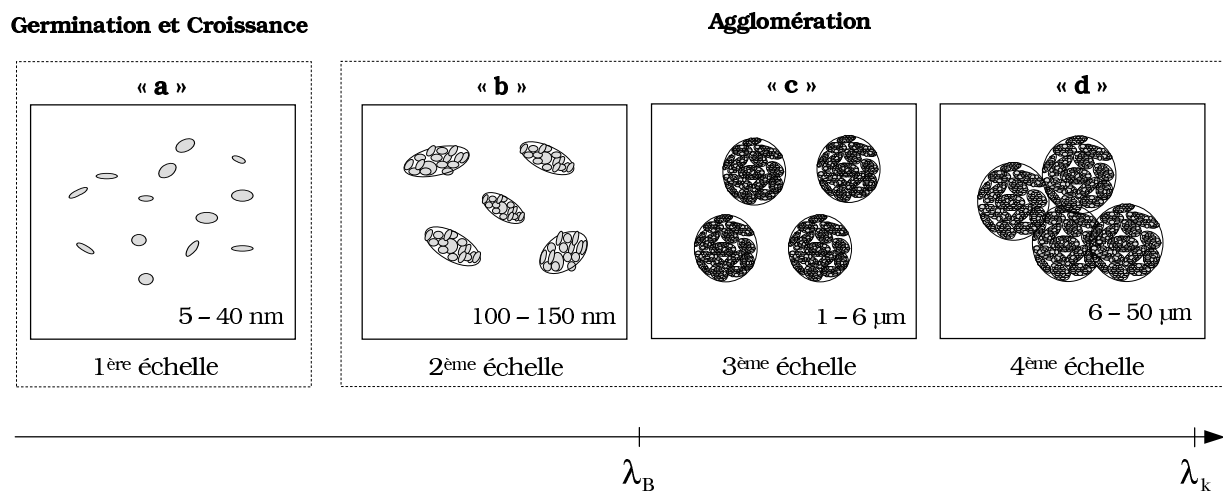 Germination et Croissance
Agglomération
« a »
« b »
« c »
« d »
5 – 40 nm
100 – 150 nm
1 – 6 µm
6 – 50 µm
1ère échelle
2ème échelle
3ème échelle
4ème échelle
λB
λk